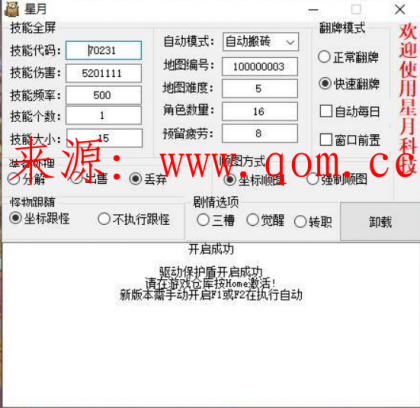 星月
技能全屏
技能代码: 70231
技能伤害: 5201111
技能频率: 500
技能个数: 1
技能大小: 15
自动模式: 自动搬砖
地图编号: 100000003
地图难度: 5
角色数量: 16
预留疲劳: 8
翻牌模式
正常翻牌
快速翻牌
自动每日
窗口前置
欢迎使用星月科技
来源: www.qom.cc
分解 出售 丢弃
顺图方式
坐标顺图 强制顺图
怪物跟随
坐标跟怪 不执行跟怪
剧情选项
三槽 觉醒 转职
卸载
开启成功
驱动保护盾开启成功
请在游戏仓库按Home激活!
新版本需手动开启F1或F2在执行自动